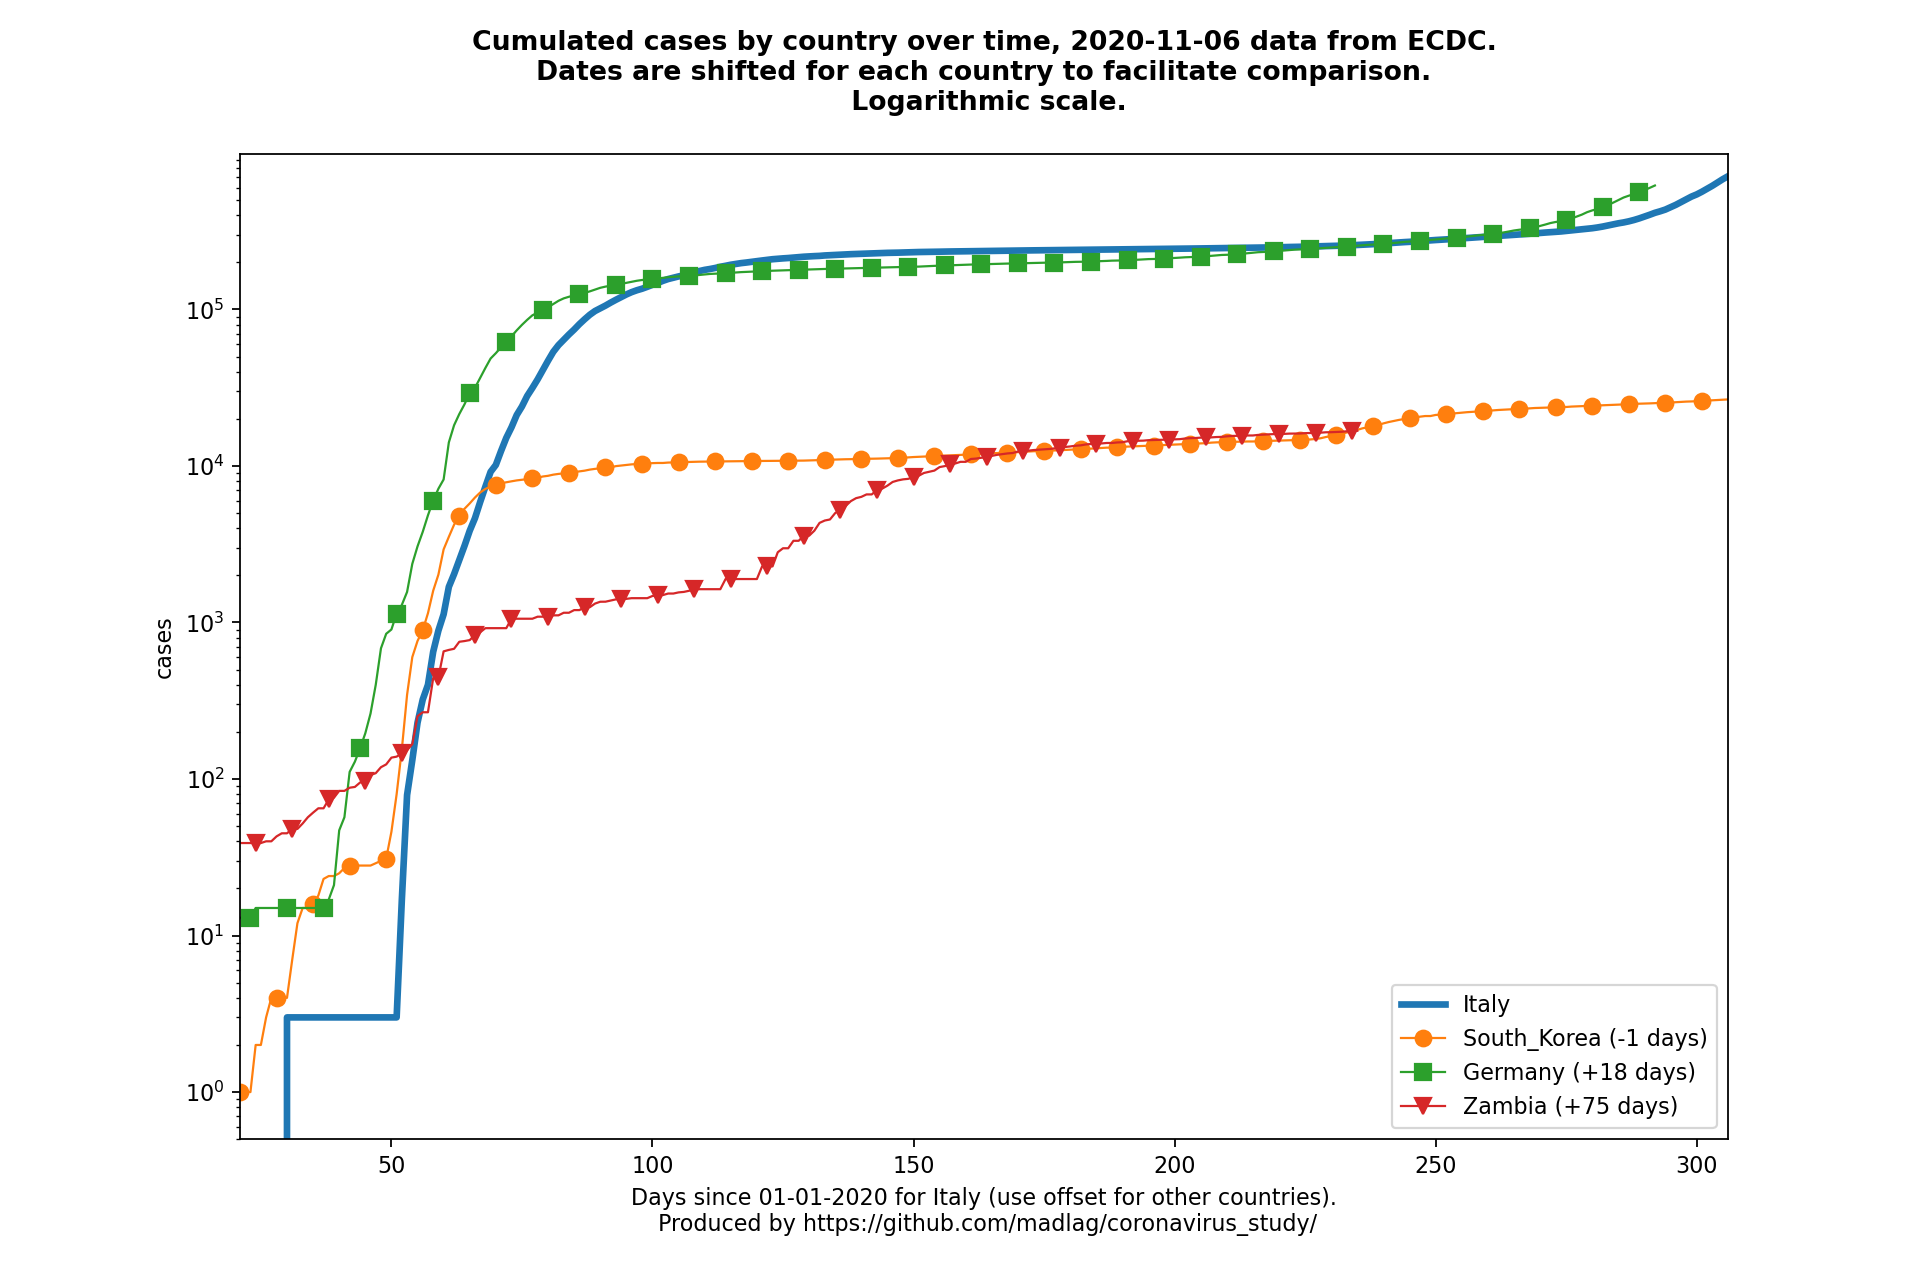 Cumulated cases by country over time, 2020-11-06 data from ECDC.
Dates are shifted for each country to facilitate comparison.
Logarithmic scale.
cases
10^5
10^4
10^3
10^2
10^1
10^0
50
100
150
200
250
300
Italy
South_Korea (-1 days)
Germany (+18 days)
Zambia (+75 days)
Days since 01-01-2020 for Italy (use offset for other countries).
Produced by https://github.com/madlag/coronavirus_study/